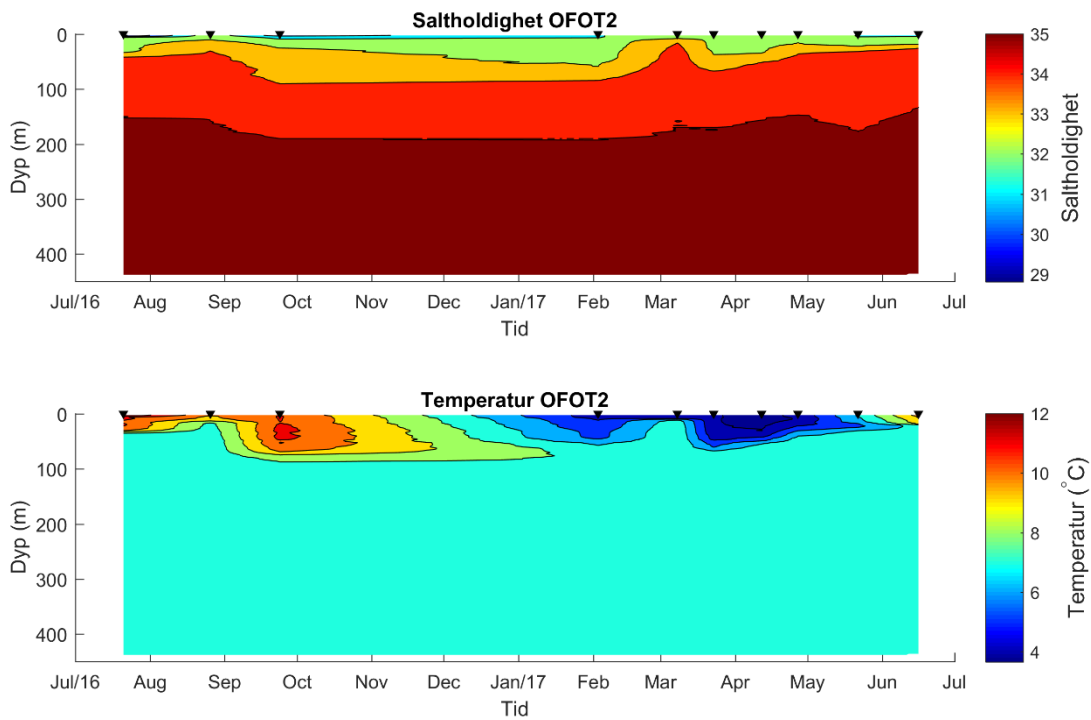 Saltholdighet OFOT2
0
100
200
300
400
Dyp (m)
Jul/16 Aug Sep Oct Nov Dec Jan/17 Feb Mar Apr May Jun Jul
Tid
35
34
33
32
31
30
29
Saltholdighet
Temperatur OFOT2
0
100
200
300
400
Dyp (m)
Jul/16 Aug Sep Oct Nov Dec Jan/17 Feb Mar Apr May Jun Jul
Tid
12
10
8
6
4
Temperatur (°C)